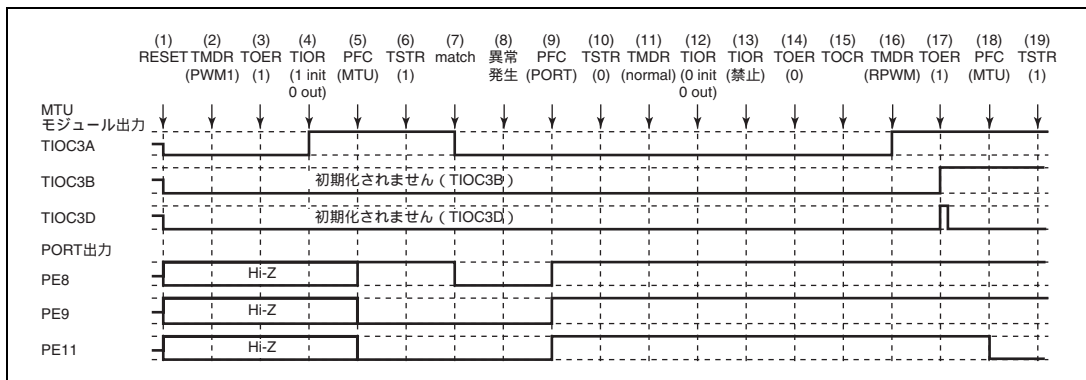 (1) (2) (3) (4) (5) (6) (7) (8) (9) (10) (11) (12) (13) (14) (15) (16) (17) (18) (19)
RESET TMDR TOER TIOR PFC TSTR match 異常 PFC TSTR TMDR TIOR TIOR TOER TOCR TMDR TOER PFC TSTR
(PWM1) (1) (1 init (MTU) (1) 発生 (PORT) (0) (normal) (0 init (禁止) (0) (RPWM) (1) (MTU) (1)
0 out) 0 out)
MTU
モジュール出力
TIOC3A
TIOC3B 初期化されません（TIOC3B）
TIOC3D 初期化されません（TIOC3D）
PORT出力
PE8 Hi-Z
PE9 Hi-Z
PE11 Hi-Z